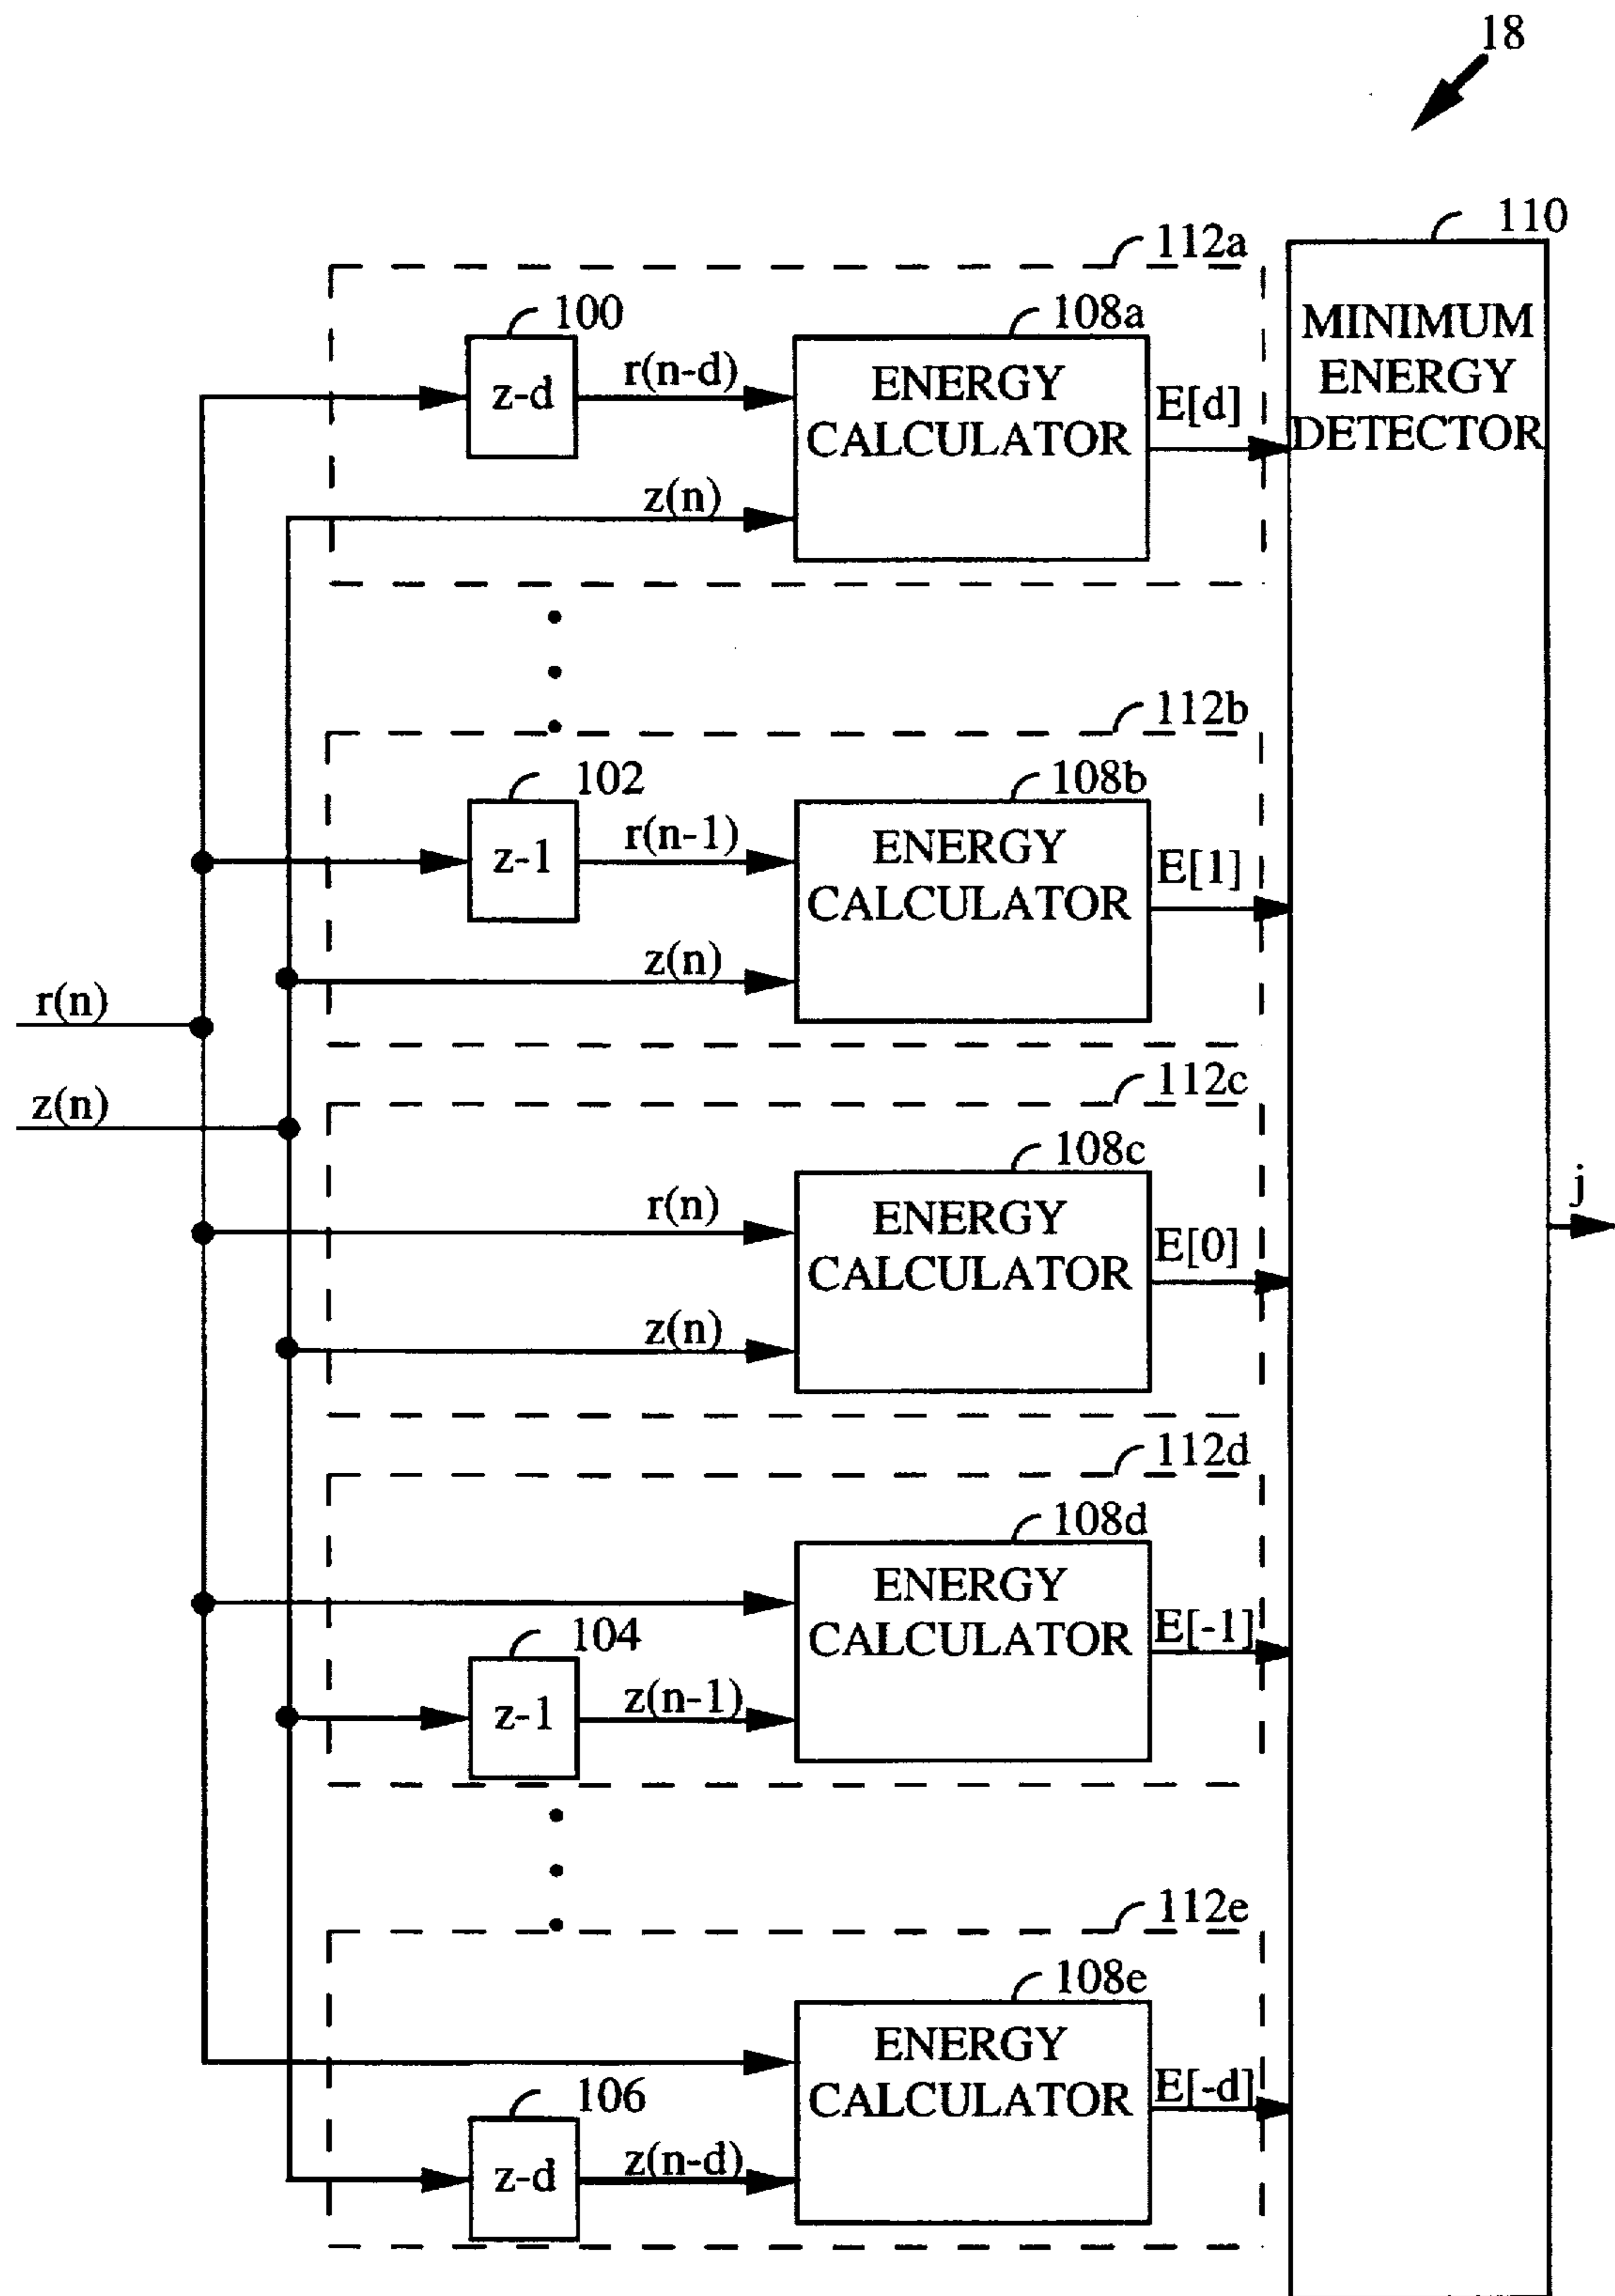 18
110
112a
MINIMUM
ENERGY
DETECTOR
100
108a
z-d
r(n-d)
ENERGY
CALCULATOR
E[d]
z(n)
112b
102
108b
z-1
r(n-1)
ENERGY
CALCULATOR
E[1]
z(n)
r(n)
z(n)
112c
108c
r(n)
ENERGY
CALCULATOR
E[0]
z(n)
j
112d
108d
ENERGY
CALCULATOR
E[-1]
104
z-1
z(n-1)
112e
108e
ENERGY
CALCULATOR
E[-d]
106
z-d
z(n-d)